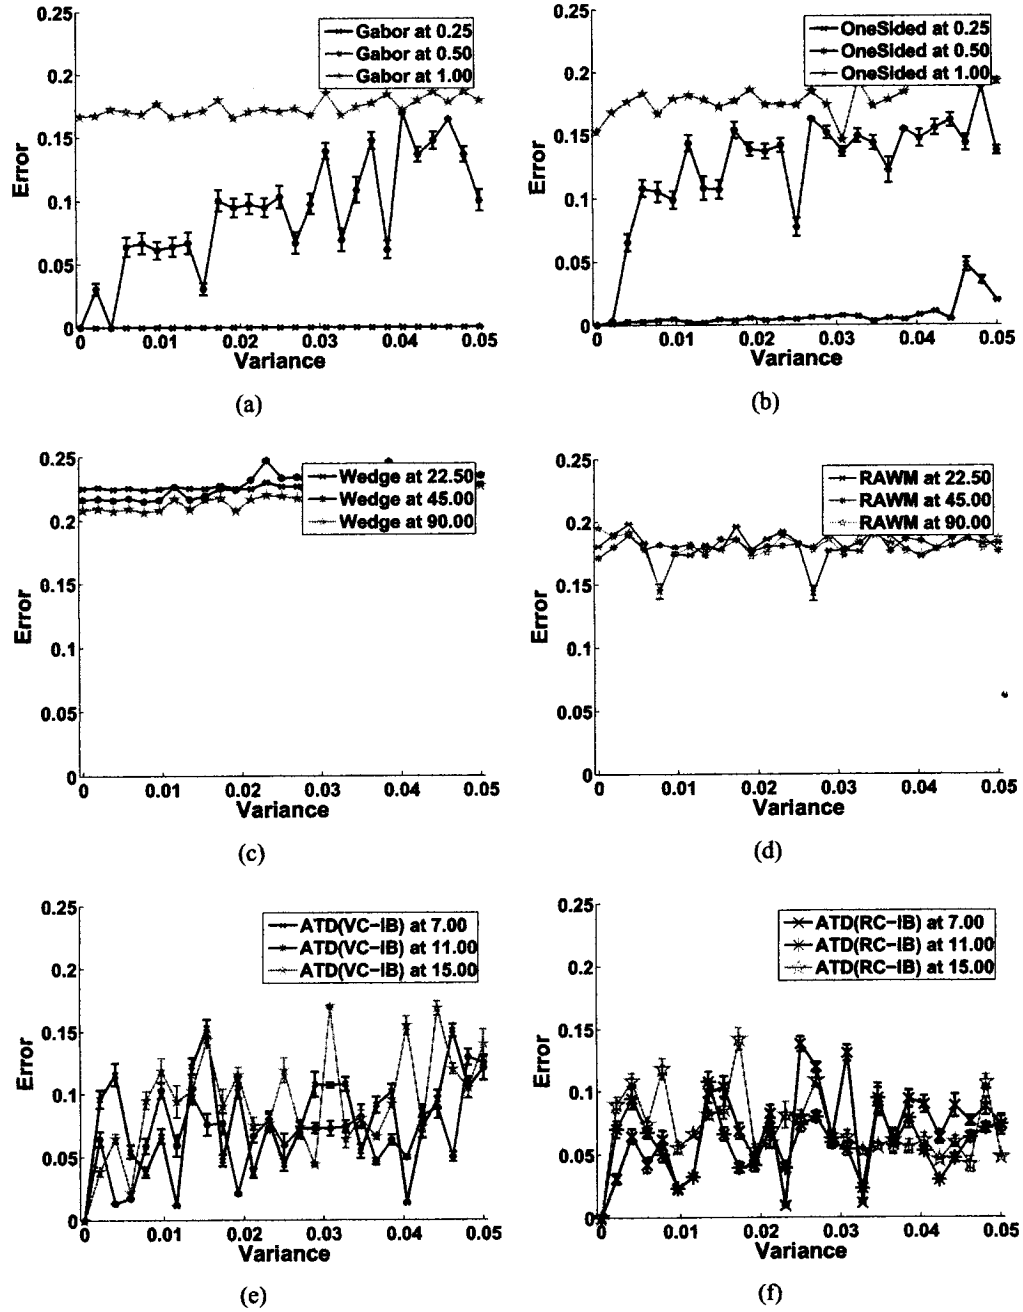 0.25
0.2
0.15
0.1
0.05
0
Error
Gabor at 0.25
Gabor at 0.50
Gabor at 1.00
0
0.01
0.02
0.03
0.04
0.05
Variance
(a)
0.25
0.2
0.15
0.1
0.05
0
Error
OneSided at 0.25
OneSided at 0.50
OneSided at 1.00
0
0.01
0.02
0.03
0.04
0.05
Variance
(b)
0.25
0.2
0.15
0.1
0.05
0
Error
Wedge at 22.50
Wedge at 45.00
Wedge at 90.00
0
0.01
0.02
0.03
0.04
0.05
Variance
(c)
0.25
0.2
0.15
0.1
0.05
0
Error
RAWM at 22.50
RAWM at 45.00
RAWM at 90.00
0
0.01
0.02
0.03
0.04
0.05
Variance
(d)
0.25
0.2
0.15
0.1
0.05
0
Error
ATD(VC-IB) at 7.00
ATD(VC-IB) at 11.00
ATD(VC-IB) at 15.00
0
0.01
0.02
0.03
0.04
0.05
Variance
(e)
0.25
0.2
0.15
0.1
0.05
0
Error
ATD(RC-IB) at 7.00
ATD(RC-IB) at 11.00
ATD(RC-IB) at 15.00
0
0.01
0.02
0.03
0.04
0.05
Variance
(f)